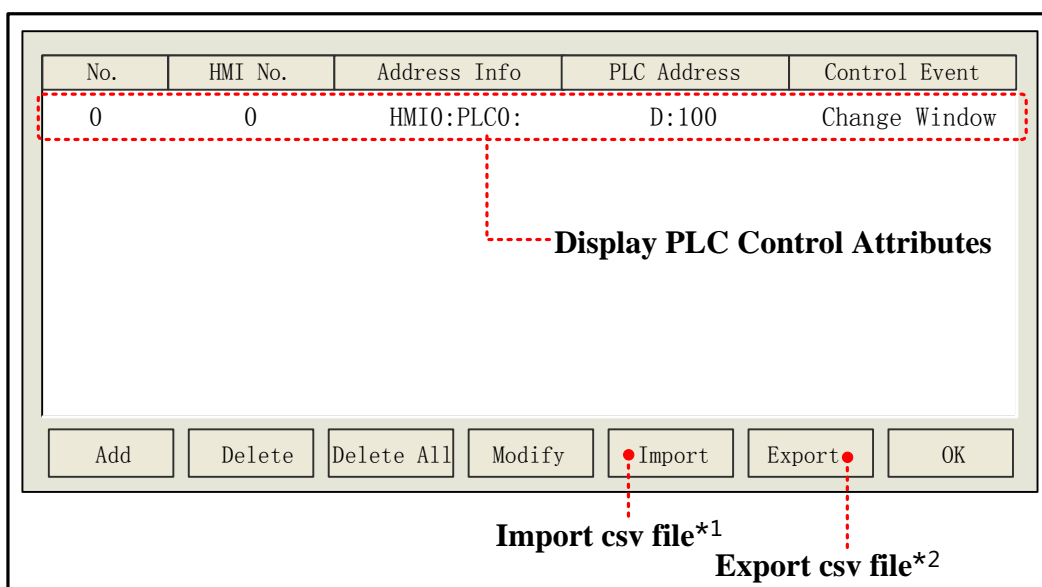 No. HMI No. Address Info PLC Address Control Event
0 0 HMI0:PLC0: D:100 Change Window
Display PLC Control Attributes
Add Delete Delete All Modify Import Export OK
Import csv file*1
Export csv file*2